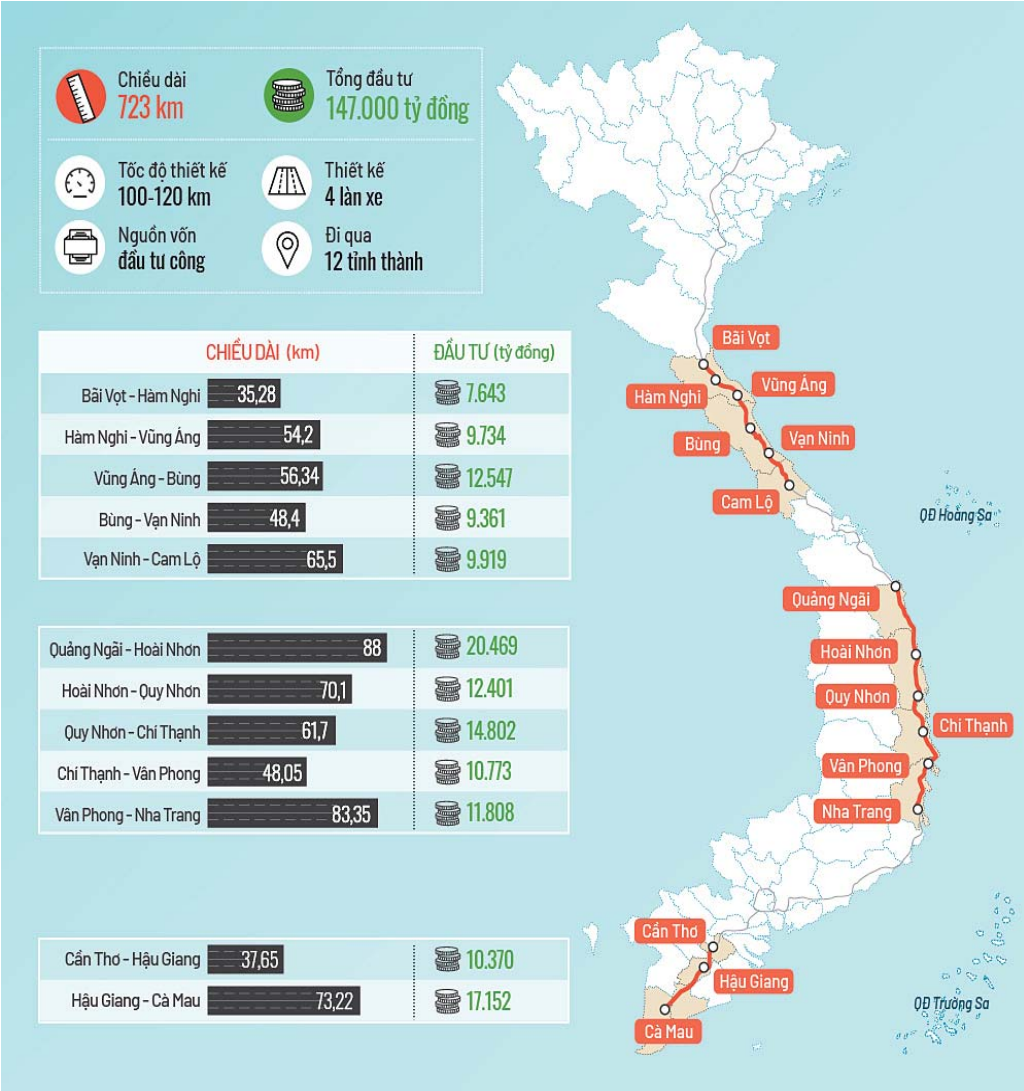 Chiều dài
723 km
Tổng đầu tư
147.000 tỷ đồng
Tốc độ thiết kế
100-120 km
Thiết kế
4 làn xe
Nguồn vốn
đầu tư công
Đi qua
12 tỉnh thành
CHIỀU DÀI (km) ĐẦU TƯ (tỷ đồng)
Bãi Vọt - Hàm Nghi 35,28 7.643
Hàm Nghi - Vũng Áng 54,2 9.734
Vũng Áng - Bùng 56,34 12.547
Bùng - Vạn Ninh 48,4 9.361
Vạn Ninh - Cam Lộ 65,5 9.919
Quảng Ngãi - Hoài Nhơn 88 20.469
Hoài Nhơn - Quy Nhơn 70,1 12.401
Quy Nhơn - Chí Thạnh 61,7 14.802
Chí Thạnh - Vân Phong 48,05 10.773
Vân Phong - Nha Trang 83,35 11.808
Cần Thơ - Hậu Giang 37,65 10.370
Hậu Giang - Cà Mau 73,22 17.152
Bãi Vọt
Hàm Nghi
Vũng Áng
Bùng
Vạn Ninh
Cam Lộ
QĐ Hoàng Sa
Quảng Ngãi
Hoài Nhơn
Quy Nhơn
Chí Thạnh
Vân Phong
Nha Trang
Cần Thơ
Hậu Giang
Cà Mau
QĐ Trường Sa